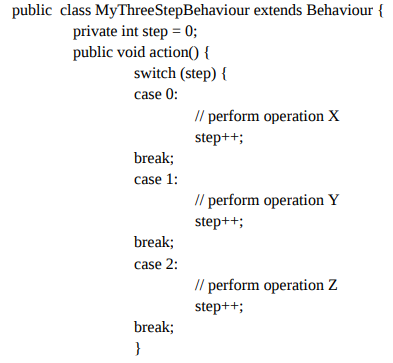 public class MyThreeStepBehaviour extends Behaviour {
private int step = 0;
public void action() {
switch (step) {
case 0:
// perform operation X
step++;
break;
case 1:
// perform operation Y
step++;
break;
case 2:
// perform operation Z
step++;
break;
}